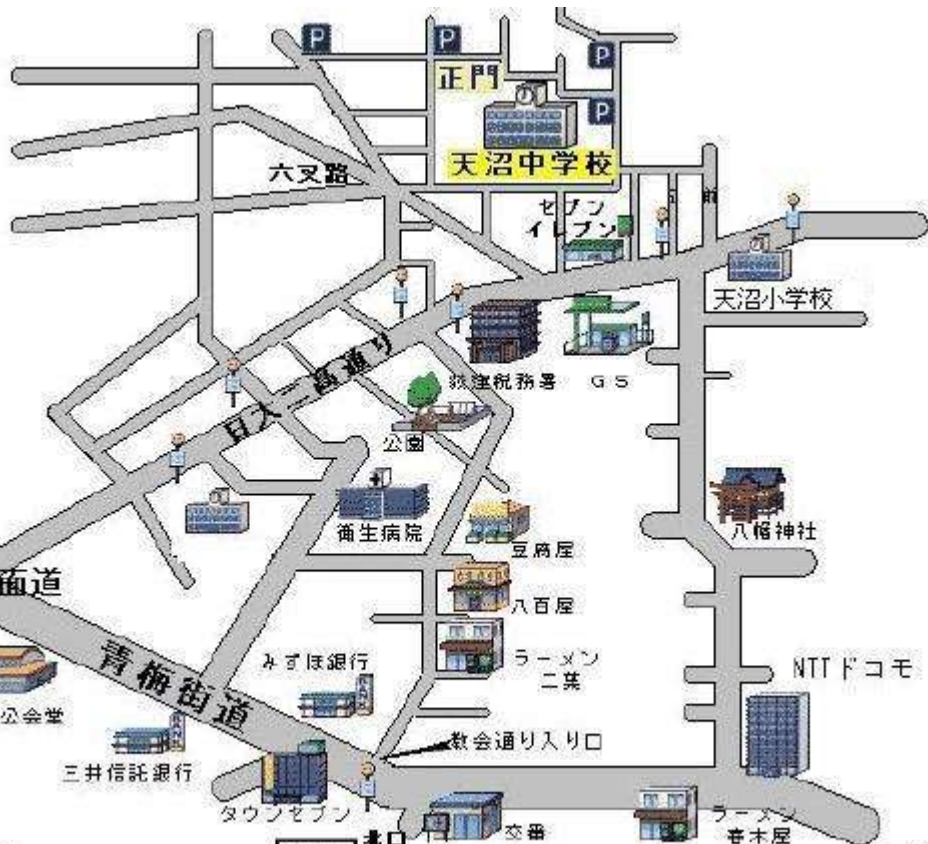 P
P
P
正門
P
天沼中学校
六叉路
セブン
イレブン
天沼小学校
荻窪税務署
GS
日大二高通り
公園
衛生病院
八幡神社
豆腐屋
八百屋
街道
青梅街道
みずほ銀行
ラーメン
二葉
NTTドコモ
公会堂
三井信託銀行
教会通り入り口
タウンセブン
交番
ラーメン
春木屋
北口